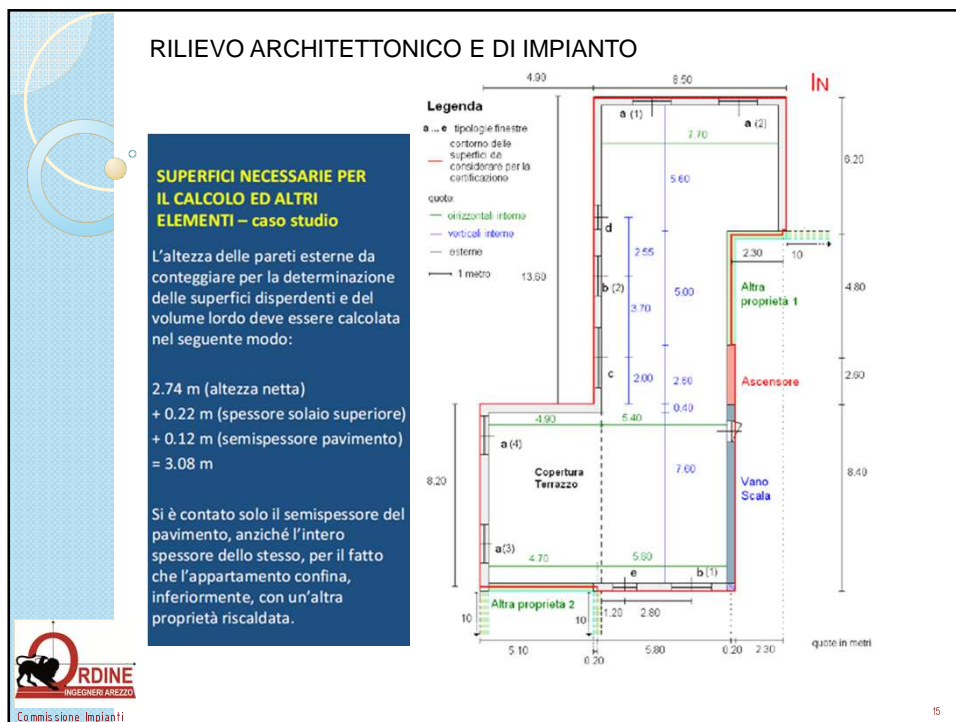 RILIEVO ARCHITETTONICO E DI IMPIANTO
SUPERFICI NECESSARIE PER
IL CALCOLO ED ALTRI
ELEMENTI – caso studio
L'altezza delle pareti esterne da
conteggiare per la determinazione
delle superfici disperdenti e del
volume lordo deve essere calcolata
nel seguente modo:
2.74 m (altezza netta)
+ 0.22 m (spessore solaio superiore)
+ 0.12 m (semispessore pavimento)
= 3.08 m
Si è contato solo il semispessore del
pavimento, anziché l'intero
spessore dello stesso, per il fatto
che l'appartamento confina,
inferiormente, con un'altra
proprietà riscaldata.
4.90
8.50
IN
Legenda
a ... e tipologie finestre
contorno delle
superfici da
considerare per la
certificazione
quote:
oirizzontali interne
verticali interne
esterne
1 metro
13.60
a (1)
a (2)
7.70
6.20
5.60
d
2.55
2.30
10
b (2)
5.00
Altra
proprietà 1
4.80
3.70
c
2.00
2.60
Ascensore
2.60
0.40
4.90
5.40
a (4)
8.20
Copertura
Terrazzo
7.60
Vano
Scala
8.40
a (3)
4.70
5.60
e
b (1)
Altra proprietà 2
1.20
2.80
10
10
5.10
0.20
5.80
0.20
2.30
quote in metri
ORDINE
INGEGNERI AREZZO
Commissione Impianti
15